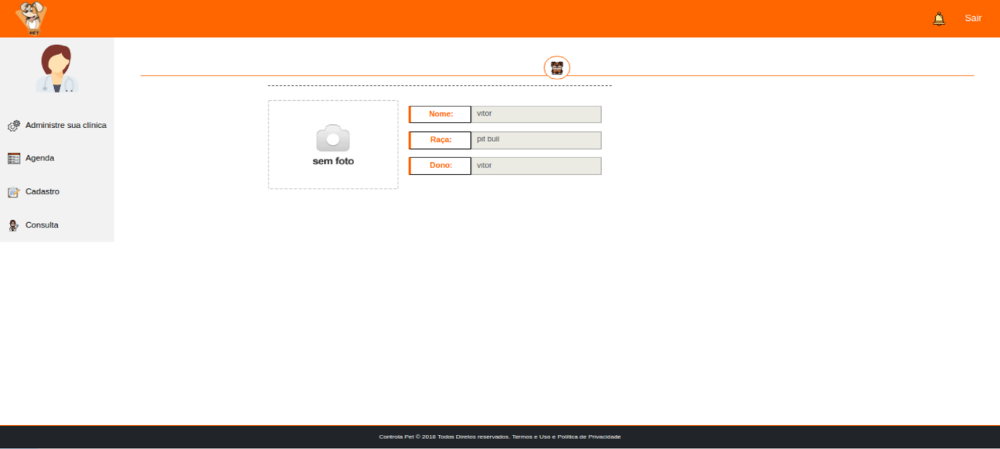 PET
Sair
Administre sua clínica
Agenda
Cadastro
Consulta
sem foto
Nome: vitor
Raça: pit bull
Dono: vitor
Controla Pet © 2018 Todos Diretos reservados. Termos e Uso e Política de Privacidade